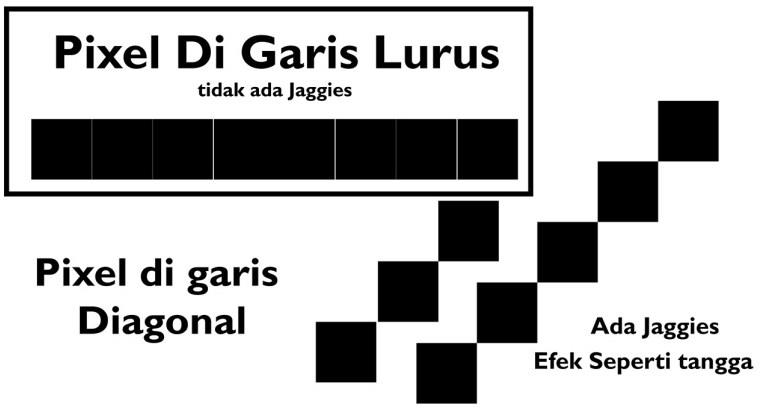 Pixel Di Garis Lurus
tidak ada Jaggies
Pixel di garis
Diagonal
Ada Jaggies
Efek Seperti tangga